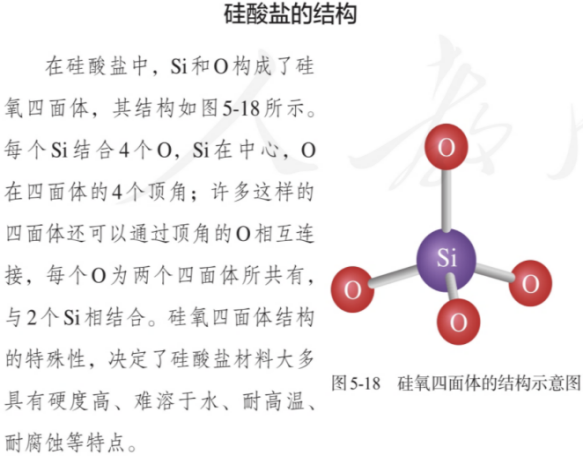 硅酸盐的结构
在硅酸盐中，Si和O构成了硅
氧四面体，其结构如图5-18所示。
每个Si结合4个O，Si在中心，O
在四面体的4个顶角；许多这样的
四面体还可以通过顶角的O相互连
接，每个O为两个四面体所共有，
与2个Si相结合。硅氧四面体结构
的特殊性，决定了硅酸盐材料大多
具有硬度高、难溶于水、耐高温、
耐腐蚀等特点。
O
Si
O
O
O
图5-18 硅氧四面体的结构示意图
人教